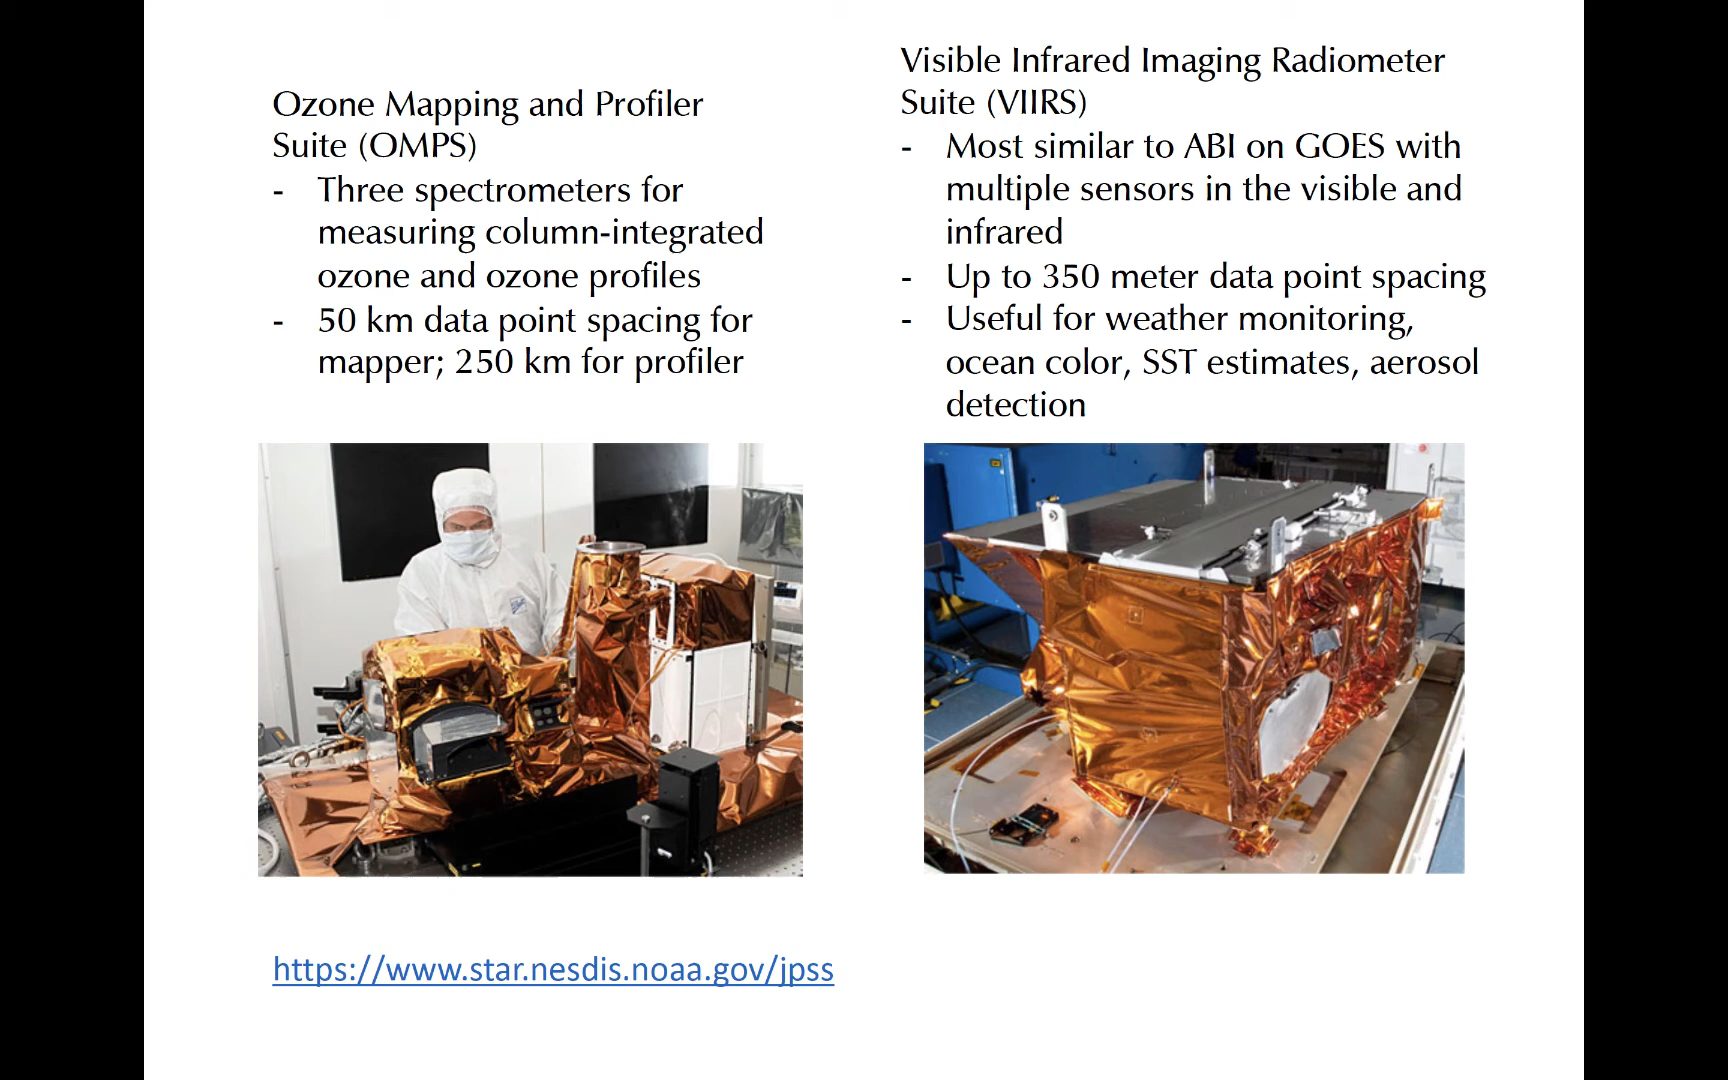 Ozone Mapping and Profiler
Suite (OMPS)
- Three spectrometers for
measuring column-integrated
ozone and ozone profiles
- 50 km data point spacing for
mapper; 250 km for profiler
Visible Infrared Imaging Radiometer
Suite (VIIRS)
- Most similar to ABI on GOES with
multiple sensors in the visible and
infrared
- Up to 350 meter data point spacing
- Useful for weather monitoring,
ocean color, SST estimates, aerosol
detection
https://www.star.nesdis.noaa.gov/jpss